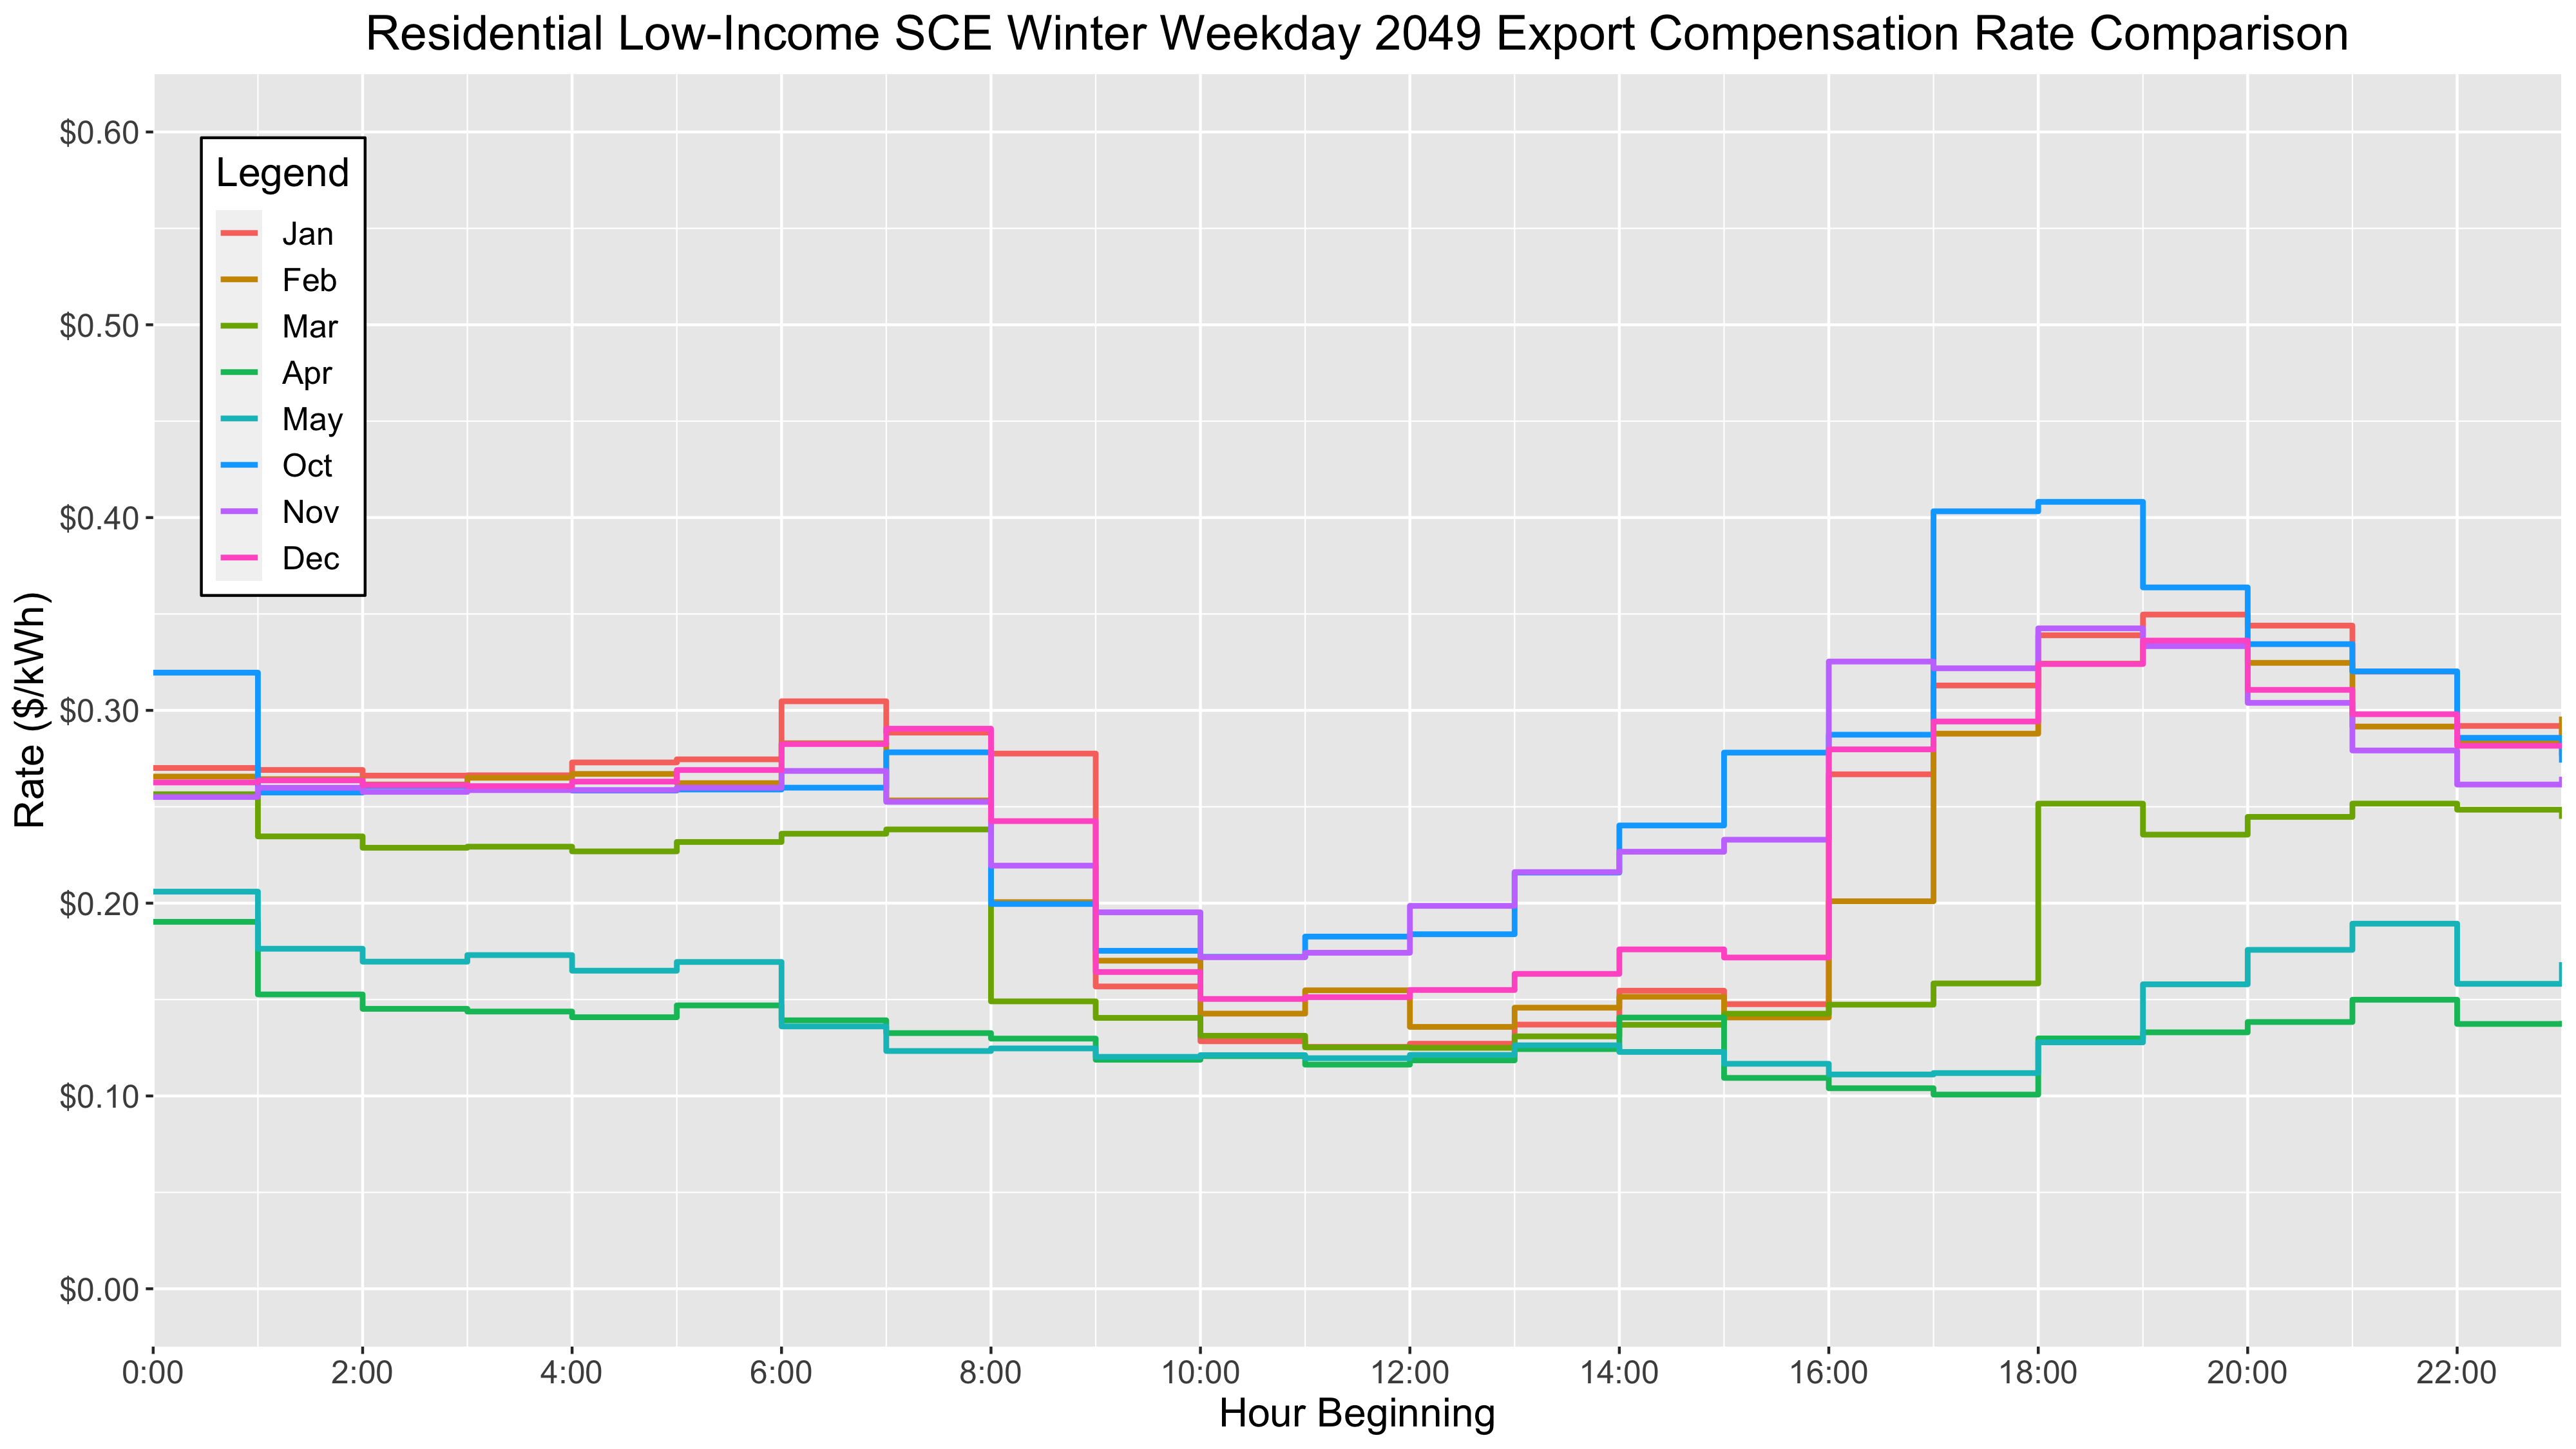 Residential Low-Income SCE Winter Weekday 2049 Export Compensation Rate Comparison
Legend
Jan
Feb
Mar
Apr
May
Oct
Nov
Dec
Rate ($/kWh)
$0.60
$0.50
$0.40
$0.30
$0.20
$0.10
$0.00
0:00 2:00 4:00 6:00 8:00 10:00 12:00 14:00 16:00 18:00 20:00 22:00
Hour Beginning